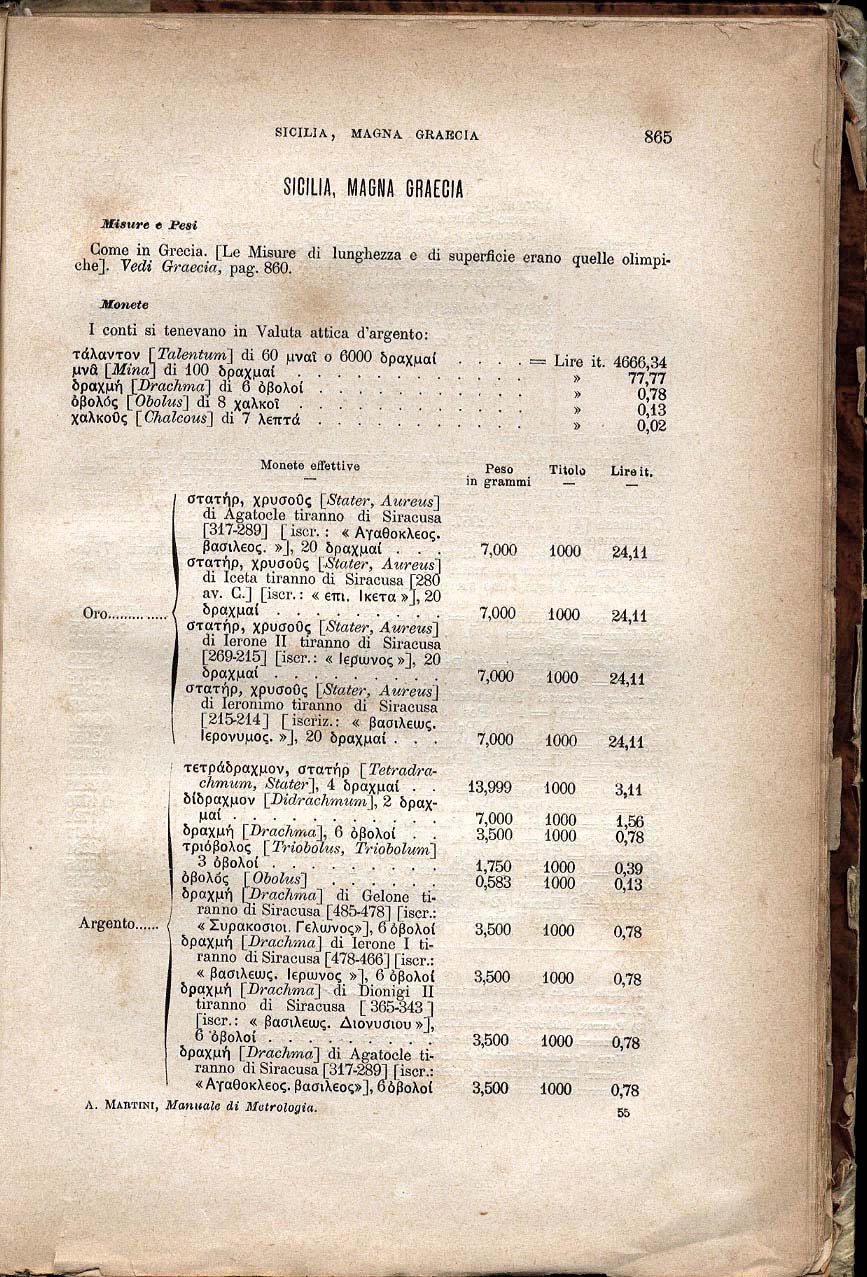 SICILIA, MAGNA GRAECIA 865
SICILIA, MAGNA GRAECIA
Misure e Pesi
Come in Grecia. [Le Misure di lunghezza e di superficie erano quelle olimpi-
che]. Vedi Graecia, pag. 860.
Monete
I conti si tenevano in Valuta attica d'argento:
τάλαντον [Talentum] di 60 μναῖ o 6000 δραχμαί . . . . = Lire it. 4666,34
μνᾶ [Mina] di 100 δραχμαί . . . . . . . . . . . » 77,77
δραχμή [Drachma] di 6 ὀβολοί . . . . . . . . . . . » 0,78
ὀβολός [Obolus] di 8 χαλκοῖ . . . . . . . . . . . » 0,13
χαλκοῦς [Chalcous] di 7 λεπτά . . . . . . . . . . . » 0,02
Monete effettive Peso in grammi Titolo Lire it.
Oro..............
στατήρ, χρυσοῦς [Stater, Aureus]
di Agatocle tiranno di Siracusa
[317-289] [iscr.: « Αγαθοκλεος.
βασιλεος. »], 20 δραχμαί . . . 7,000 1000 24,11
στατήρ, χρυσοῦς [Stater, Aureus]
di Iceta tiranno di Siracusa [280
av. C.] [iscr.: « επι. Ικετα »], 20
δραχμαί . . . . . . . . . 7,000 1000 24,11
στατήρ, χρυσοῦς [Stater, Aureus]
di Ierone II tiranno di Siracusa
[269-215] [iscr.: « Ιερωνος »], 20
δραχμαί . . . . . . . . . 7,000 1000 24,11
στατήρ, χρυσοῦς [Stater, Aureus]
di Ieronimo tiranno di Siracusa
[215-214] [iscriz.: « βασιλεως.
Ιερονυμος. »], 20 δραχμαί . . . 7,000 1000 24,11
Argento......
τετράδραχμον, στατήρ [Tetradra-
chmum, Stater], 4 δραχμαί . . 13,999 1000 3,11
δίδραχμον [Didrachmum], 2 δραχ-
μαί . . . . . . . . . . . 7,000 1000 1,56
δραχμή [Drachma], 6 ὀβολοί . . 3,500 1000 0,78
τριόβολος [Triobolus, Triobolum]
3 ὀβολοί . . . . . . . . . 1,750 1000 0,39
ὀβολός [Obolus] . . . . . . 0,583 1000 0,13
δραχμή [Drachma] di Gelone ti-
ranno di Siracusa [485-478] [iscr.:
« Συρακοσιοι. Γελωνος»], 6 ὀβολοί 3,500 1000 0,78
δραχμή [Drachma] di Ierone I ti-
ranno di Siracusa [478-466] [iscr.:
« βασιλεως. Ιερωνος »], 6 ὀβολοί 3,500 1000 0,78
δραχμή [Drachma] di Dionigi II
tiranno di Siracusa [365-343]
[iscr.: « βασιλεως. Διονυσιου »],
6 ὀβολοί . . . . . . . . . 3,500 1000 0,78
δραχμή [Drachma] di Agatocle ti-
ranno di Siracusa [317-289] [iscr.:
«Αγαθοκλεος. βασιλεος»], 6 ὀβολοί 3,500 1000 0,78
A. MARTINI, Manuale di Metrologia. 55